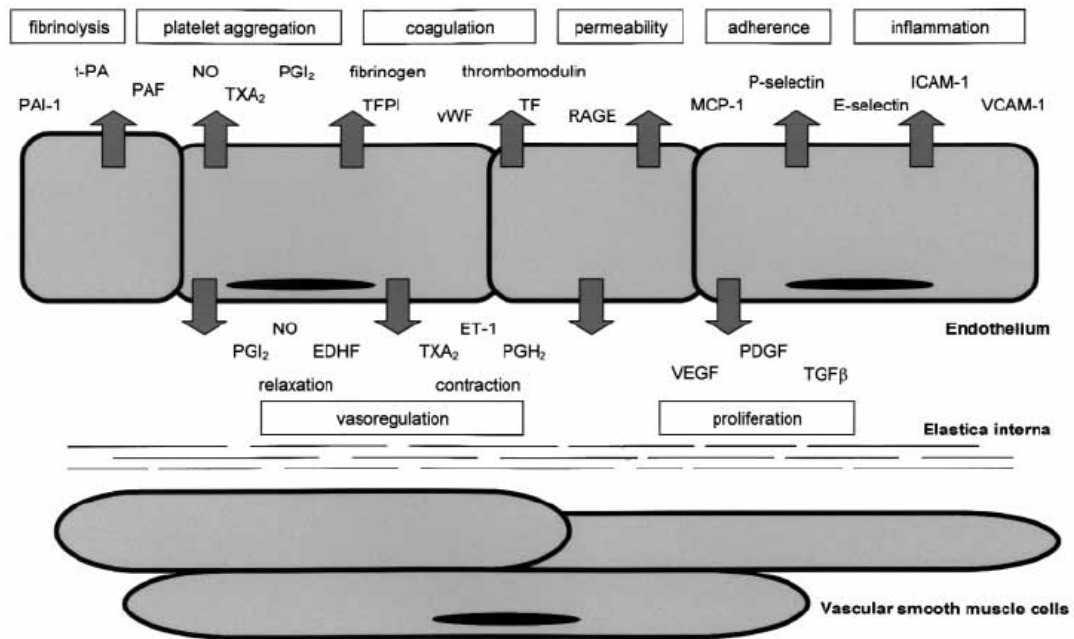 fibrinolysis platelet aggregation coagulation permeability adherence inflammation
t-PA NO PGI₂ fibrinogen thrombomodulin P-selectin ICAM-1
PAI-1 PAF TXA₂ TFPI vWF TF RAGE MCP-1 E-selectin VCAM-1
Endothelium
NO ET-1
PGI₂ EDHF TXA₂ PGH₂ PDGF
VEGF TGFβ
relaxation contraction
vasoregulation proliferation
Elastica interna
Vascular smooth muscle cells